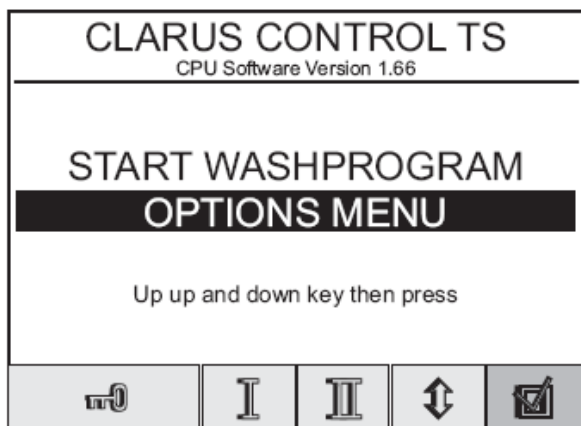 CLARUS CONTROL TS
CPU Software Version 1.66
START WASHPROGRAM
OPTIONS MENU
Up up and down key then press
I II